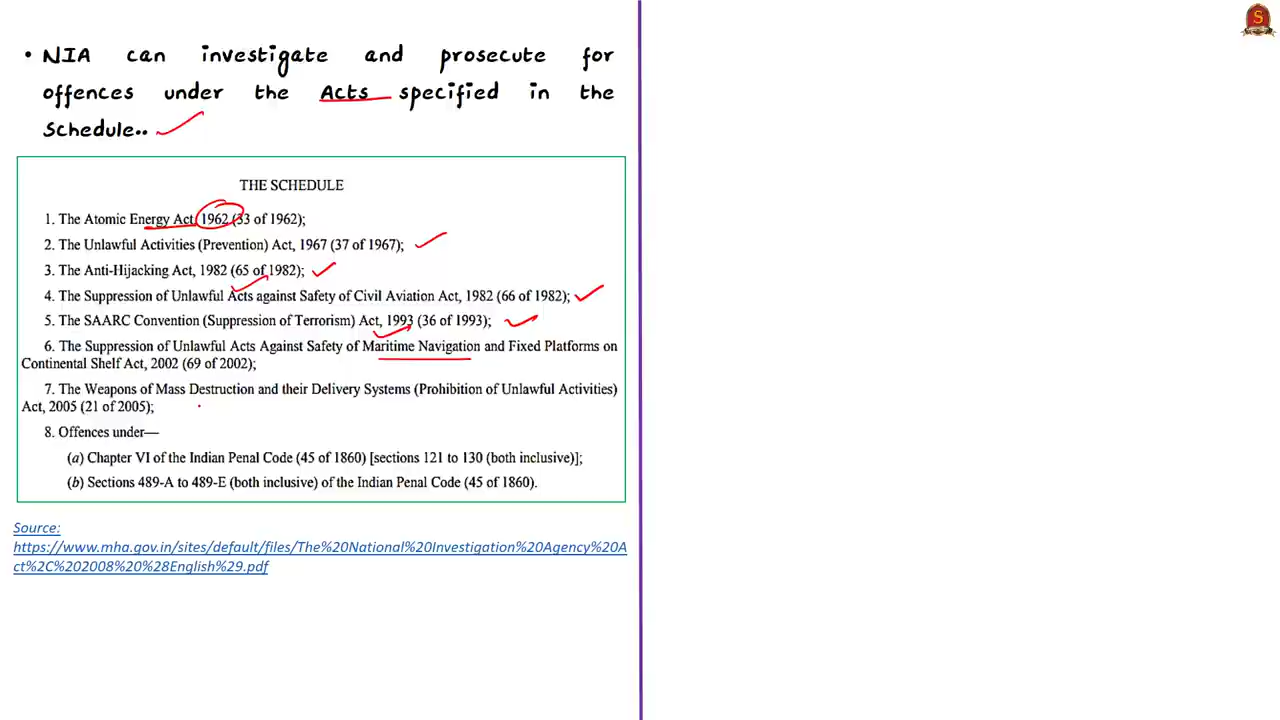 • NIA can investigate and prosecute for
offences under the Acts specified in the
Schedule..
THE SCHEDULE
1. The Atomic Energy Act, 1962 (33 of 1962);
2. The Unlawful Activities (Prevention) Act, 1967 (37 of 1967);
3. The Anti-Hijacking Act, 1982 (65 of 1982);
4. The Suppression of Unlawful Acts against Safety of Civil Aviation Act, 1982 (66 of 1982);
5. The SAARC Convention (Suppression of Terrorism) Act, 1993 (36 of 1993);
6. The Suppression of Unlawful Acts Against Safety of Maritime Navigation and Fixed Platforms on
Continental Shelf Act, 2002 (69 of 2002);
7. The Weapons of Mass Destruction and their Delivery Systems (Prohibition of Unlawful Activities)
Act, 2005 (21 of 2005);
8. Offences under—
(a) Chapter VI of the Indian Penal Code (45 of 1860) [sections 121 to 130 (both inclusive)];
(b) Sections 489-A to 489-E (both inclusive) of the Indian Penal Code (45 of 1860).
Source:
https://www.mha.gov.in/sites/default/files/The%20National%20Investigation%20Agency%20A
ct%2C%202008%20%28English%29.pdf
S